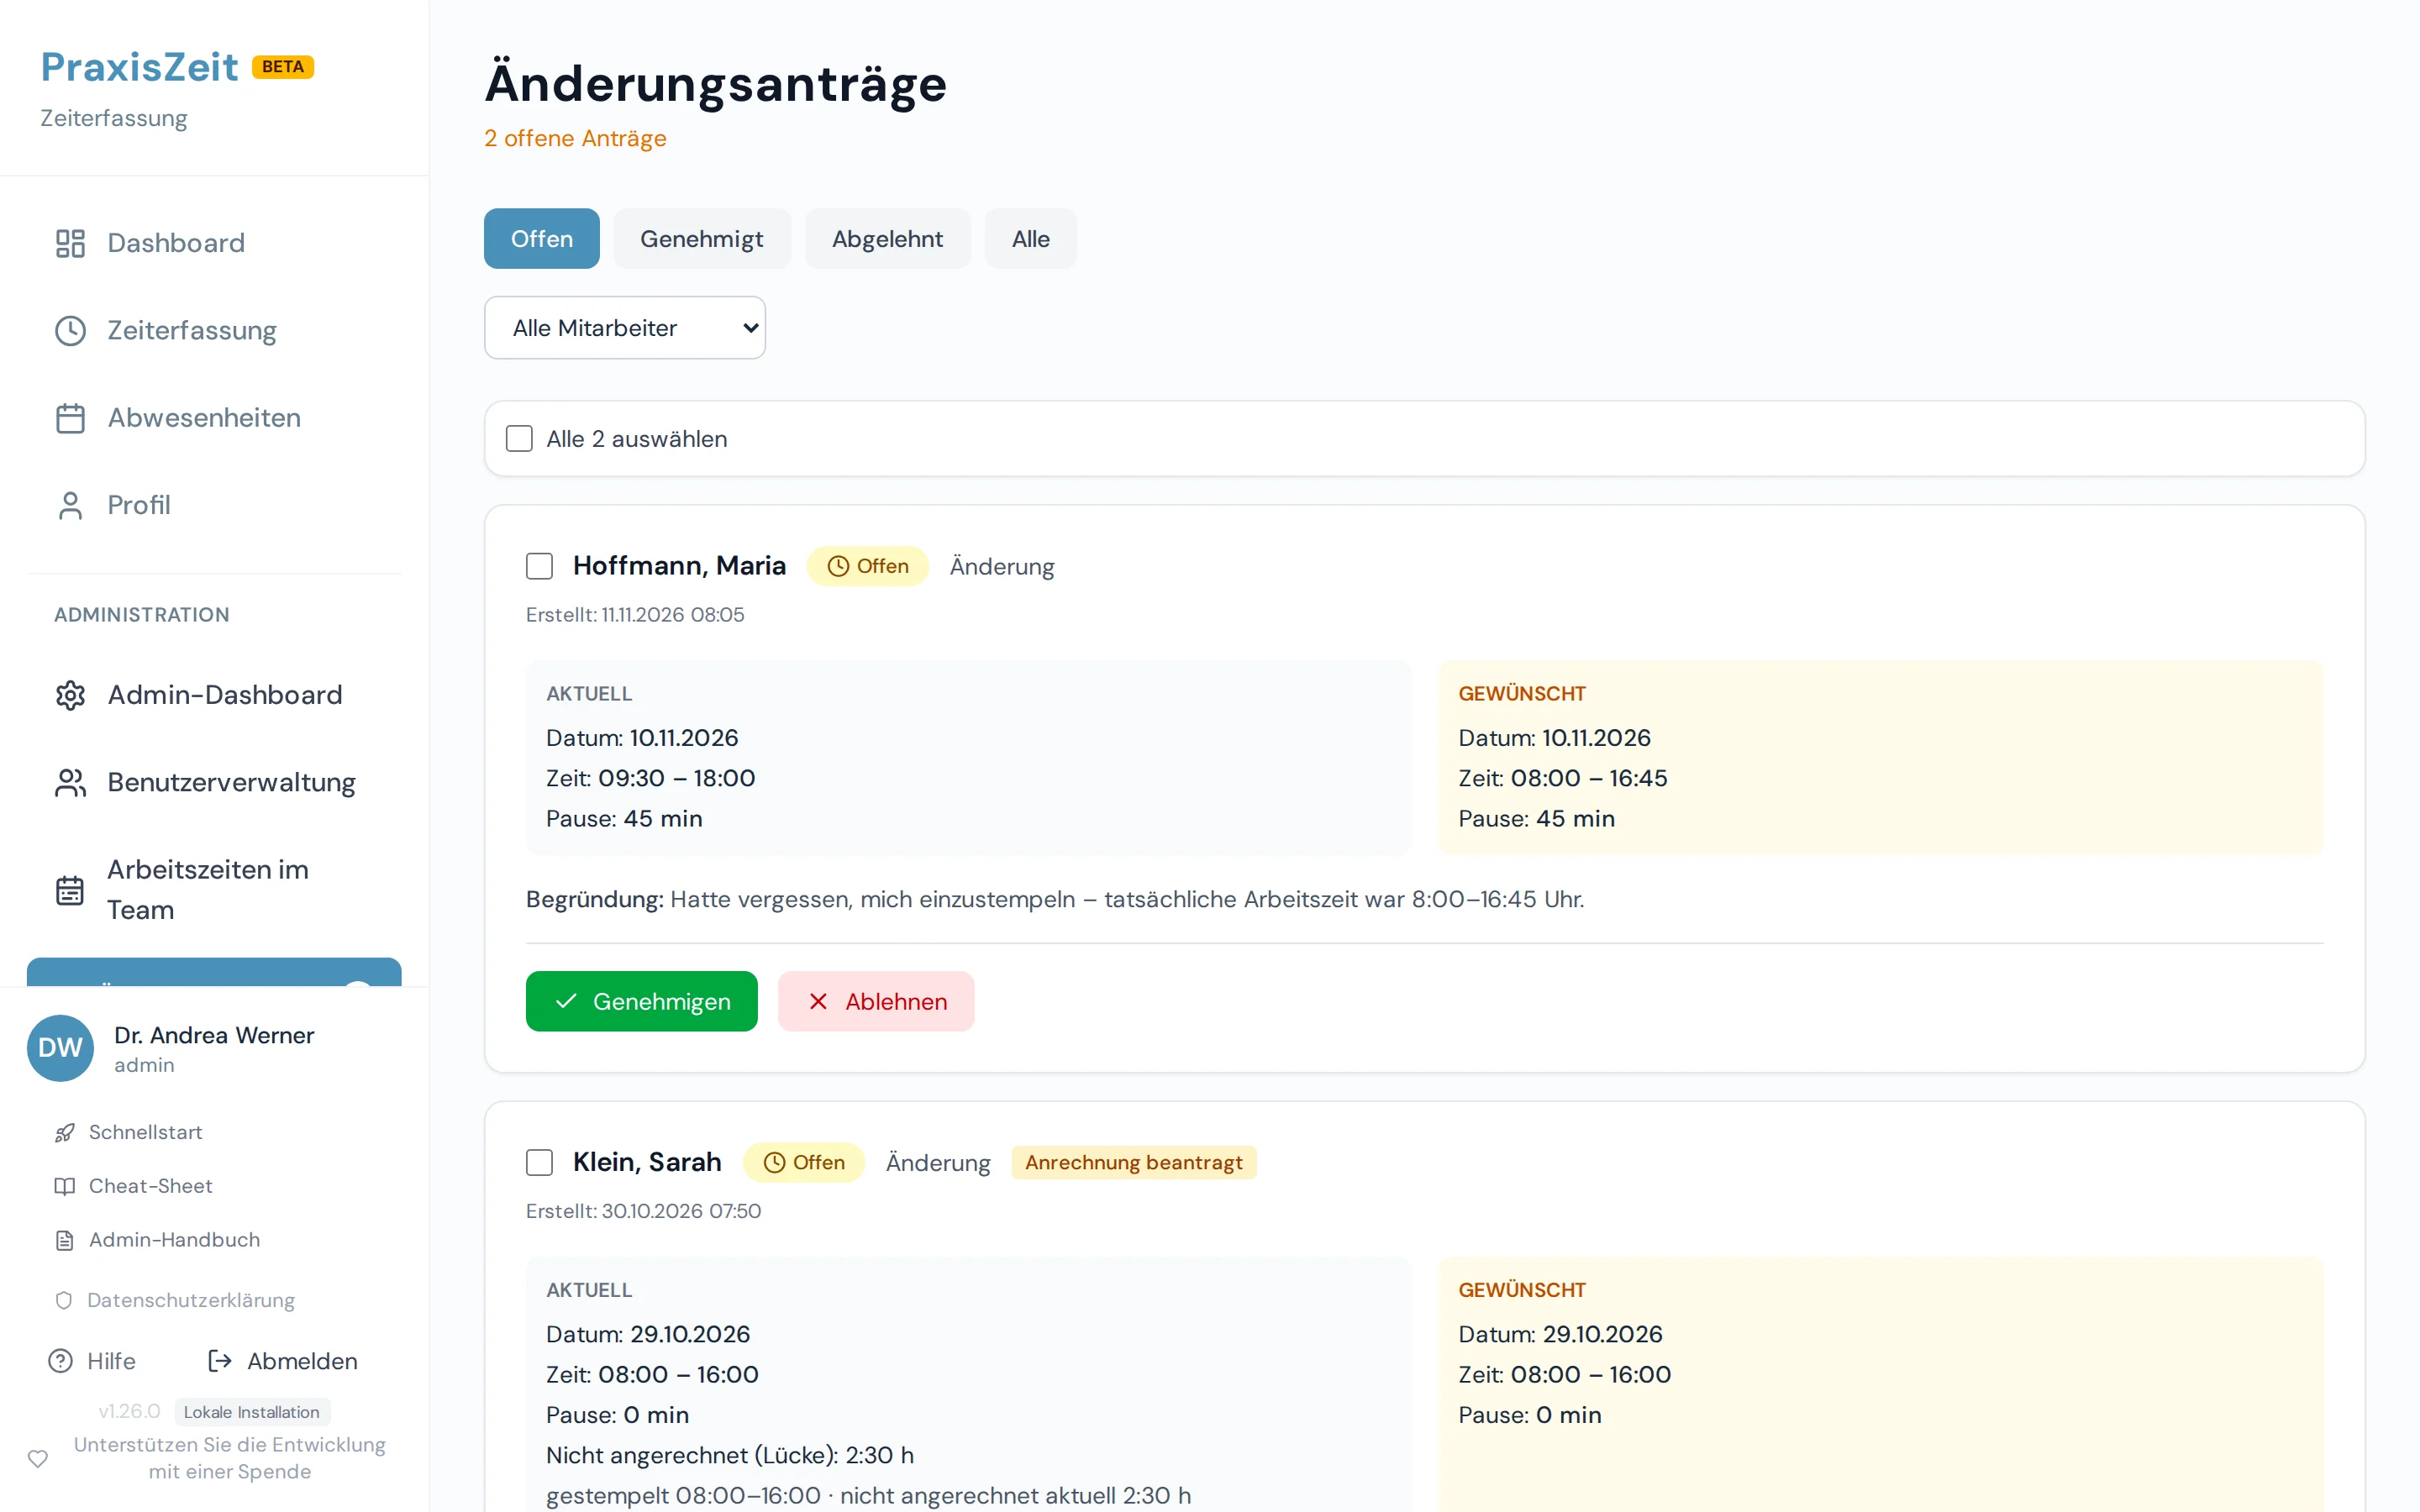 PraxisZeit BETA
Zeiterfassung
Dashboard
Zeiterfassung
Abwesenheiten
Profil
ADMINISTRATION
Admin-Dashboard
Benutzerverwaltung
Arbeitszeiten im
Team
DW
Dr. Andrea Werner
admin
Schnellstart
Cheat-Sheet
Admin-Handbuch
Datenschutzerklärung
Hilfe
Abmelden
v1.26.0 Lokale Installation
Unterstützen Sie die Entwicklung
mit einer Spende
Änderungsanträge
2 offene Anträge
Offen Genehmigt Abgelehnt Alle
Alle Mitarbeiter
Alle 2 auswählen
Hoffmann, Maria Offen Änderung
Erstellt: 11.11.2026 08:05
AKTUELL
Datum: 10.11.2026
Zeit: 09:30 – 18:00
Pause: 45 min
GEWÜNSCHT
Datum: 10.11.2026
Zeit: 08:00 – 16:45
Pause: 45 min
Begründung: Hatte vergessen, mich einzustempeln – tatsächliche Arbeitszeit war 8:00–16:45 Uhr.
Genehmigen Ablehnen
Klein, Sarah Offen Änderung Anrechnung beantragt
Erstellt: 30.10.2026 07:50
AKTUELL
Datum: 29.10.2026
Zeit: 08:00 – 16:00
Pause: 0 min
Nicht angerechnet (Lücke): 2:30 h
gestempelt 08:00–16:00 · nicht angerechnet aktuell 2:30 h
GEWÜNSCHT
Datum: 29.10.2026
Zeit: 08:00 – 16:00
Pause: 0 min